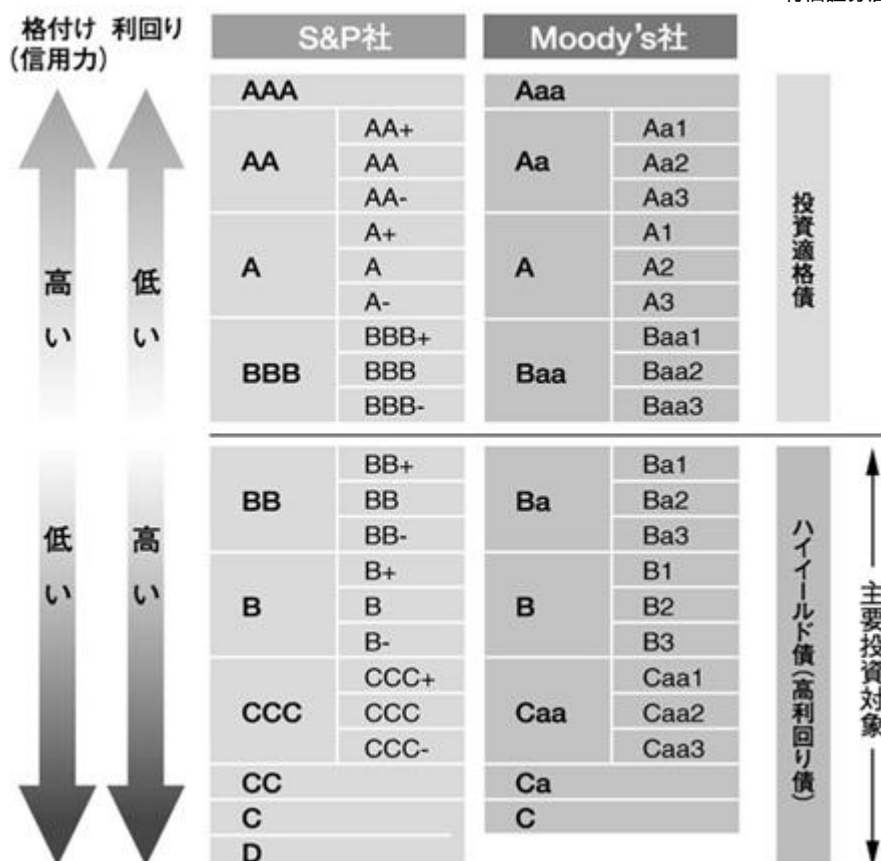 格付け 利回り
(信用力)
S&P社 Moody's社
AAA Aaa
AA AA+ Aa Aa1
AA Aa2
AA- Aa3
A A+ A A1
A A2
A- A3
BBB BBB+ Baa Baa1
BBB Baa2
BBB- Baa3
高い 低い
投資適格債
BB BB+ Ba Ba1
BB Ba2
BB- Ba3
B B+ B B1
B B2
B- B3
CCC CCC+ Caa Caa1
CCC Caa2
CCC- Caa3
CC Ca
C C
D
低い 高い
ハイイールド債(高利回り債)
主要投資対象